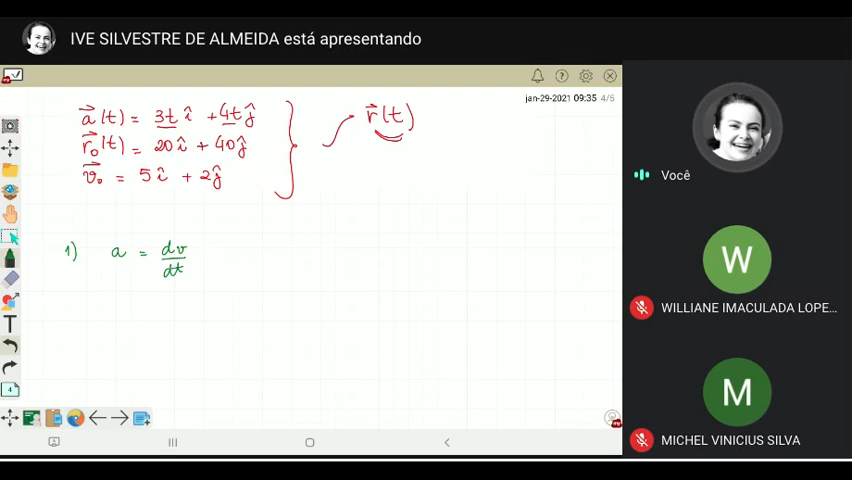 IVE SILVESTRE DE ALMEIDA está apresentando
jan-29-2021 09:35 4/5
a⃗(t) = 3t î + 4t ĵ
r⃗₀(t) = 20 î + 40 ĵ
v⃗₀ = 5 î + 2 ĵ
r⃗(t)
1) a = dv/dt
Você
W
WILLIANE IMACULADA LOPE...
M
MICHEL VINICIUS SILVA
T
4